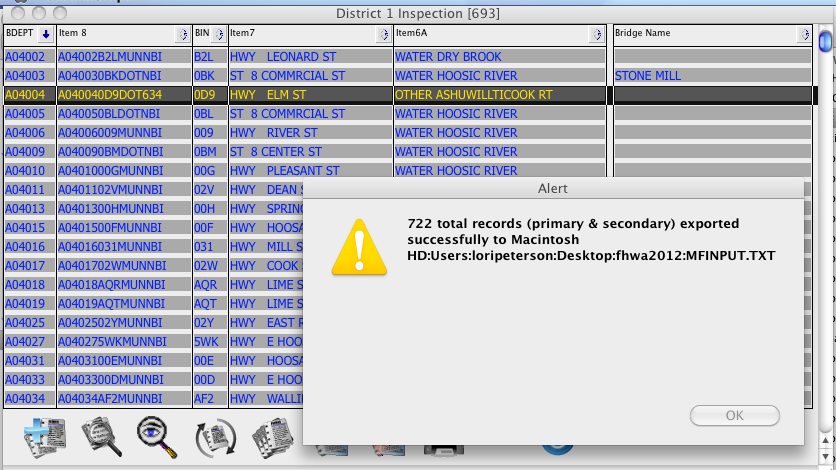 District 1 Inspection [693]
BDEPT Item 8 BIN Item7 Item6A Bridge Name
A04002 A04002B2LMUNNBI B2L HWY LEONARD ST WATER DRY BROOK
A04003 A040030BKDOTNBI 0BK ST 8 COMMRCIAL ST WATER HOOSIC RIVER STONE MILL
A04004 A040040D9DOT634 0D9 HWY ELM ST OTHER ASHUWILLTICOOK RT
A04005 A040050BLDOTNBI 0BL ST 8 COMMRCIAL ST WATER HOOSIC RIVER
A04006 A04006009MUNNBI 009 HWY RIVER ST WATER HOOSIC RIVER
A04009 A040090BMDOTNBI 0BM ST 8 CENTER ST WATER HOOSIC RIVER
A04010 A0401000GMUNNBI 00G HWY PLEASANT ST WATER HOOSIC RIVER
A04011 A0401102VMUNNBI 02V HWY DEAN S
A04013 A0401300HMUNNBI 00H HWY SPRING
A04015 A0401500FMUNNBI 00F HWY HOOSA
A04016 A04016031MUNNBI 031 HWY MILL S
A04017 A0401702WMUNNBI 02W HWY COOK
A04018 A04018AQRMUNNBI AQR HWY LIME S
A04019 A04019AQTMUNNBI AQT HWY LIME S
A04025 A0402502YMUNNBI 02Y HWY EAST R
A04027 A040275WKMUNNBI 5WK HWY E HOO
A04031 A0403100EMUNNBI 00E HWY HOOSA
A04033 A0403300DMUNNBI 00D HWY E HOO
A04034 A04034AF2MUNNBI AF2 HWY WALLI
Alert
722 total records (primary & secondary) exported
successfully to Macintosh
HD:Users:loripeterson:Desktop:fhwa2012:MFINPUT.TXT
OK